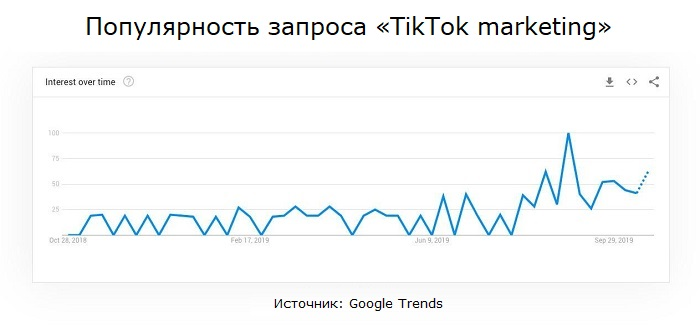 Популярность запроса «TikTok marketing»
Interest over time ?
100
75
50
25
Oct 28, 2018 Feb 17, 2019 Jun 9, 2019 Sep 29, 2019
Источник: Google Trends